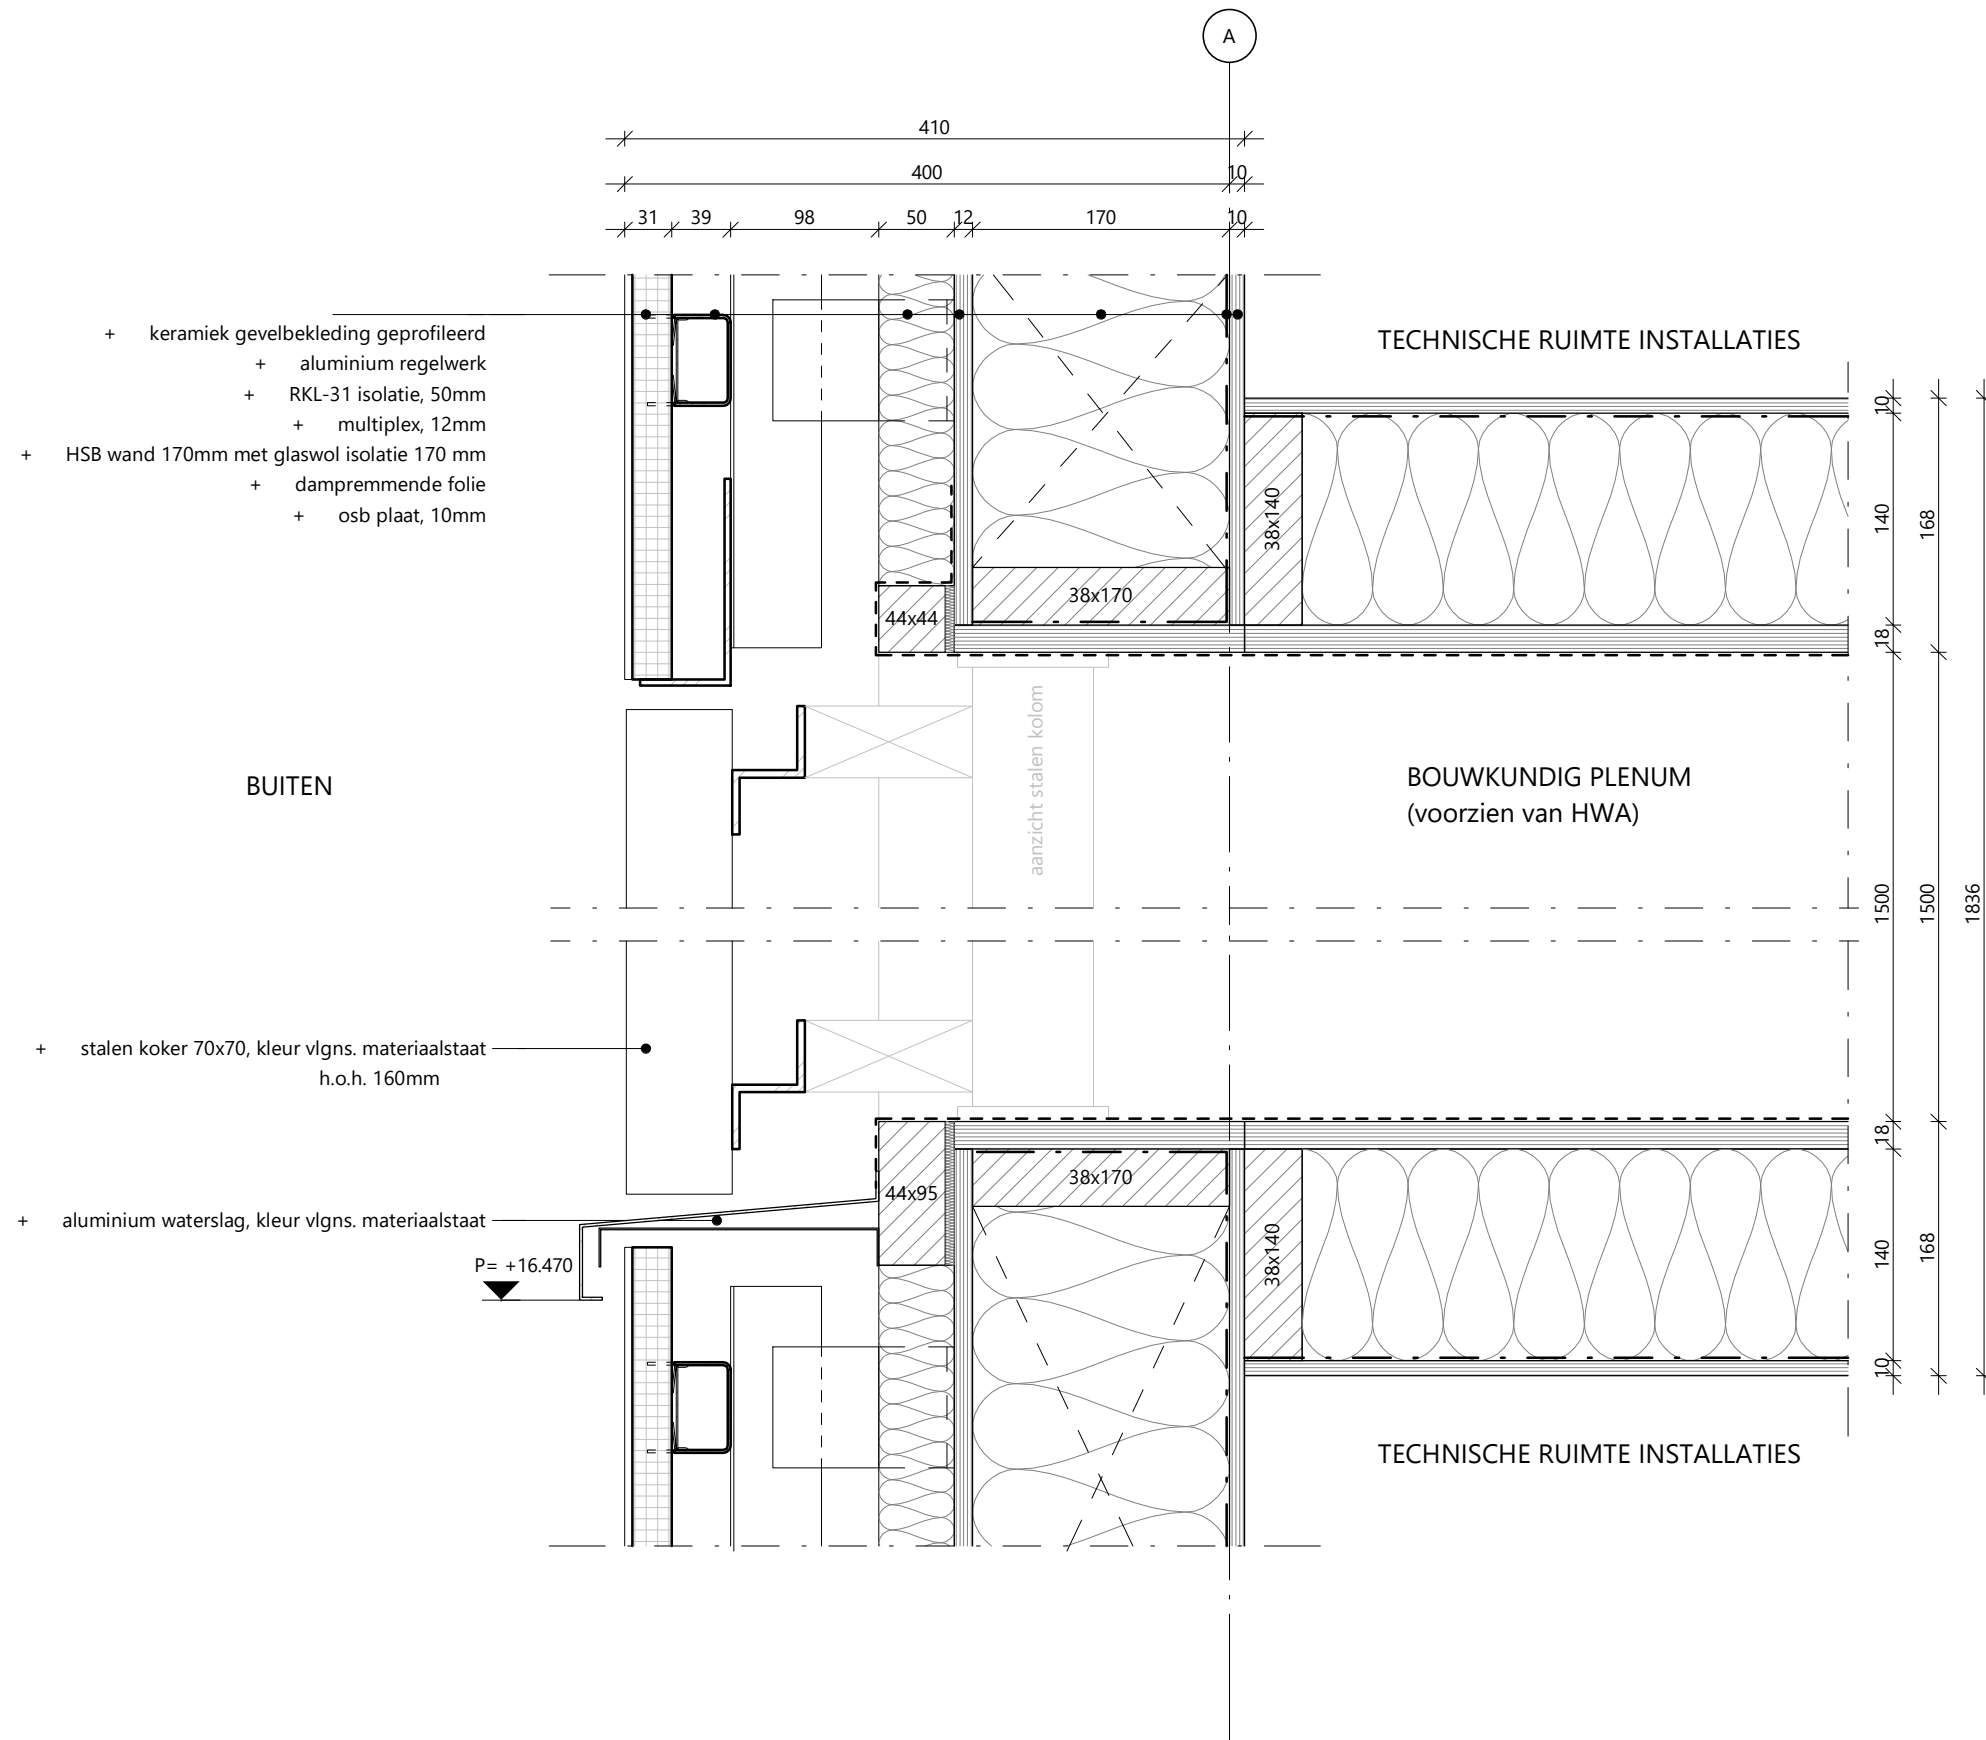 A
410
400
10
31
39
98
50
12
170
10
+ keramiek gevelbekleding geprofileerd
+ aluminium regelwerk
+ RKL-31 isolatie, 50mm
+ multiplex, 12mm
+ HSB wand 170mm met glaswol isolatie 170 mm
+ dampremmende folie
+ osb plaat, 10mm
TECHNISCHE RUIMTE INSTALLATIES
10
140
168
38x140
38x170
44x44
18
aanzicht stalen kolom
BUITEN
BOUWKUNDIG PLENUM
(voorzien van HWA)
1500
1500
1836
+ stalen koker 70x70, kleur vlgns. materiaalstaat
h.o.h. 160mm
18
38x170
44x95
+ aluminium waterslag, kleur vlgns. materiaalstaat
P= +16.470
38x140
140
168
10
TECHNISCHE RUIMTE INSTALLATIES